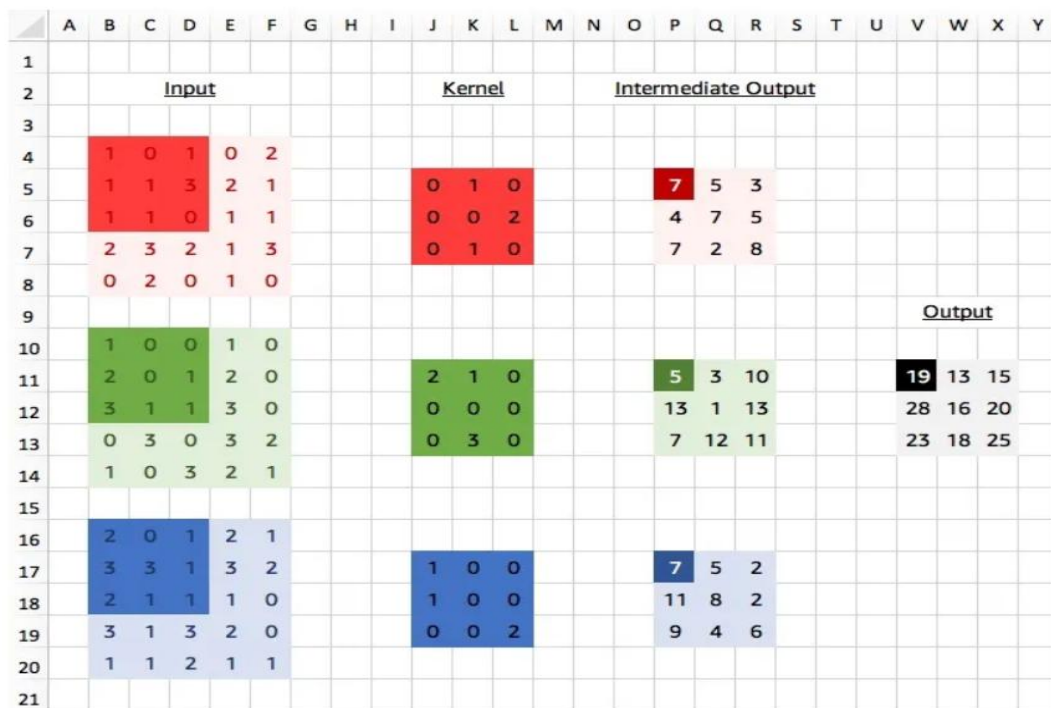 A B C D E F G H I J K L M N O P Q R S T U V W X Y
1
2 Input Kernel Intermediate Output
3
4 1 0 1 0 2
5 1 1 3 2 1 0 1 0 7 5 3
6 1 1 0 1 1 0 0 2 4 7 5
7 2 3 2 1 3 0 1 0 7 2 8
8 0 2 0 1 0
9 Output
10 1 0 0 1 0
11 2 0 1 2 0 2 1 0 5 3 10 19 13 15
12 3 1 1 3 0 0 0 0 13 1 13 28 16 20
13 0 3 0 3 2 0 3 0 7 12 11 23 18 25
14 1 0 3 2 1
15
16 2 0 1 2 1
17 3 3 1 3 2 1 0 0 7 5 2
18 2 1 1 1 0 1 0 0 11 8 2
19 3 1 3 2 0 0 0 2 9 4 6
20 1 1 2 1 1
21